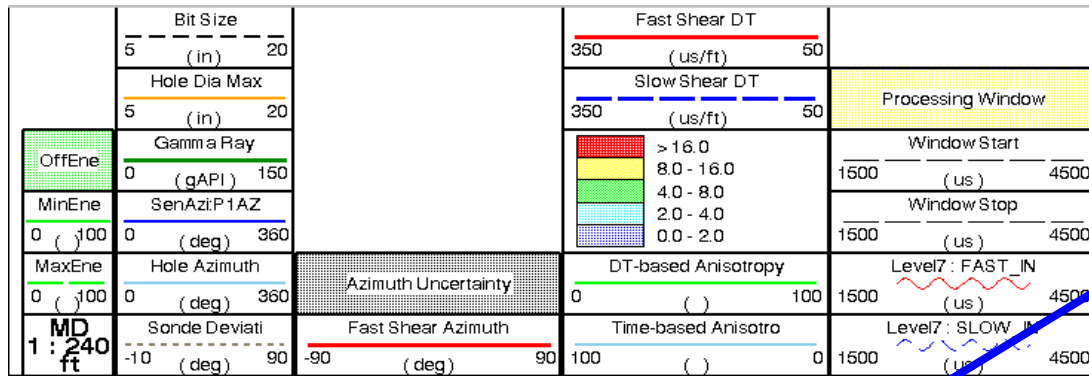 Bit Size
5 (in) 20
Hole Dia Max
5 (in) 20
OffEne
Gamma Ray
0 (gAPI) 150
MinEne
0 ( ) 100
SenAzi:P1AZ
0 (deg) 360
MaxEne
0 ( ) 100
Hole Azimuth
0 (deg) 360
MD
1 : 240
ft
Sonde Deviati
-10 (deg) 90
Azimuth Uncertainty
Fast Shear Azimuth
-90 (deg) 90
Fast Shear DT
350 (us/ft) 50
Slow Shear DT
350 (us/ft) 50
> 16.0
8.0 - 16.0
4.0 - 8.0
2.0 - 4.0
0.0 - 2.0
DT-based Anisotropy
0 ( ) 100
Time-based Anisotro
100 ( ) 0
Processing Window
Window Start
1500 (us) 4500
Window Stop
1500 (us) 4500
Level7 : FAST_IN
1500 (us) 4500
Level7 : SLOW_IN
1500 (us) 4500